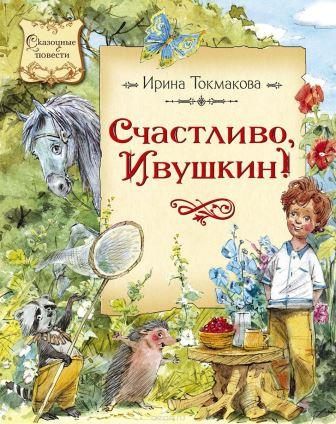 Сказочные
повести
Ирина Токмакова
Счастливо,
Ивушкин!